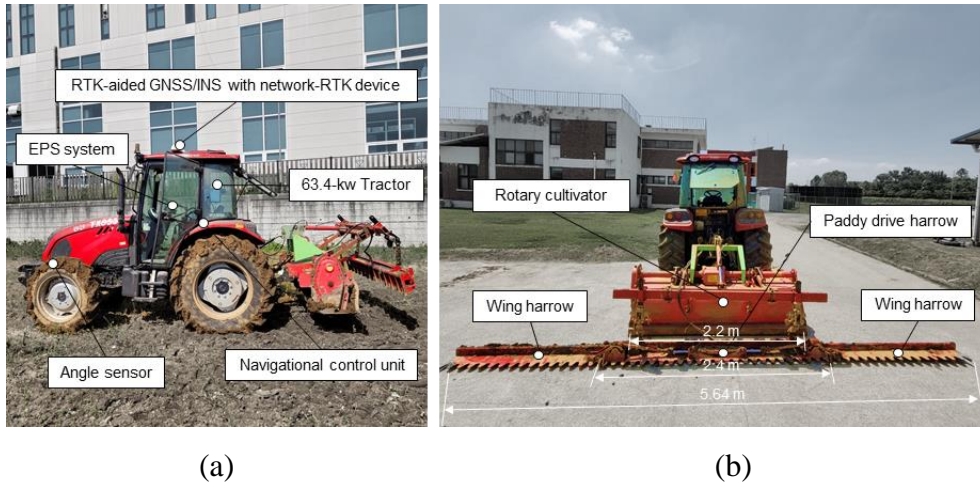 RTK-aided GNSS/INS with network-RTK device
EPS system
63.4-kw Tractor
Angle sensor
Navigational control unit
Rotary cultivator
Paddy drive harrow
Wing harrow
Wing harrow
2.2 m
2.4 m
5.64 m
(a)
(b)